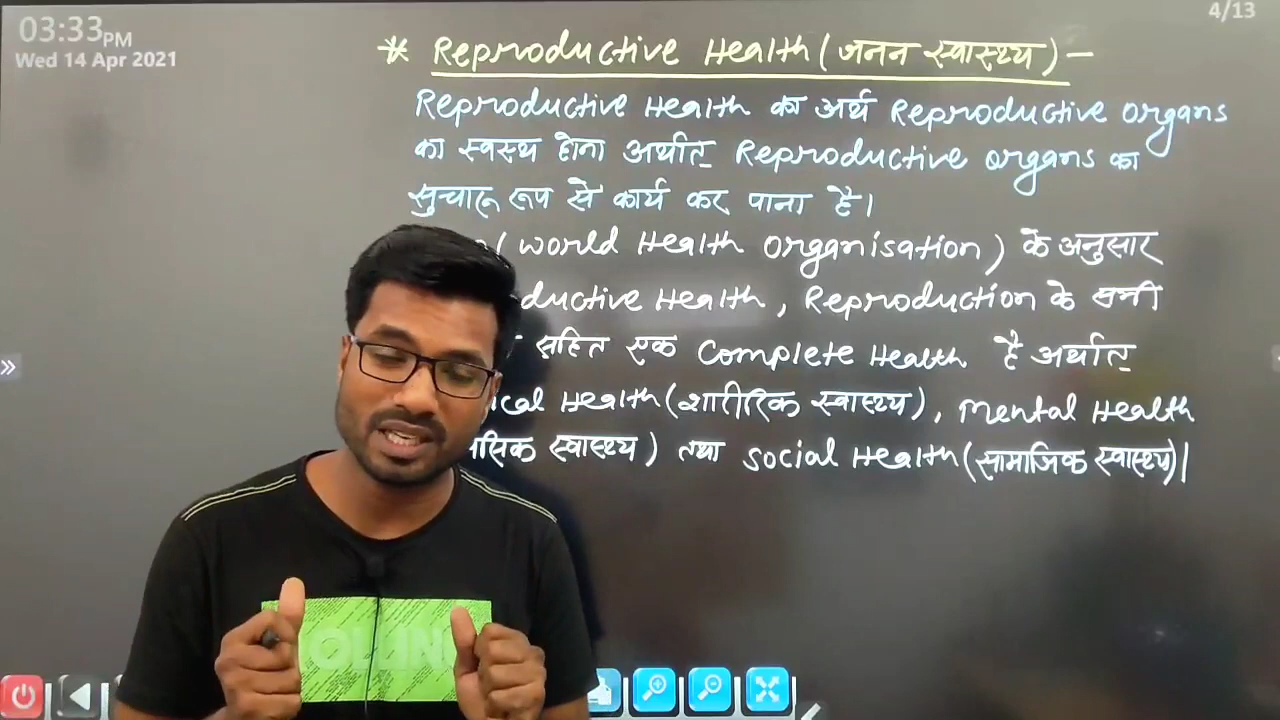 03:33PM
Wed 14 Apr 2021
4/13
* Reproductive Health (जनन स्वास्थ्य) -
Reproductive Health का अर्थ Reproductive organs
का स्वस्थ होना अर्थात Reproductive organs का
सुचारू रूप से कार्य कर पाना है।
( World Health Organisation) के अनुसार
ductive Health, Reproduction के सभी
सहित एक Complete Health है अर्थात
ical Health (शारीरिक स्वास्थ्य), Mental Health
सिक स्वास्थ्य) तथा Social Health (सामाजिक स्वास्थ्य)|
OLLING